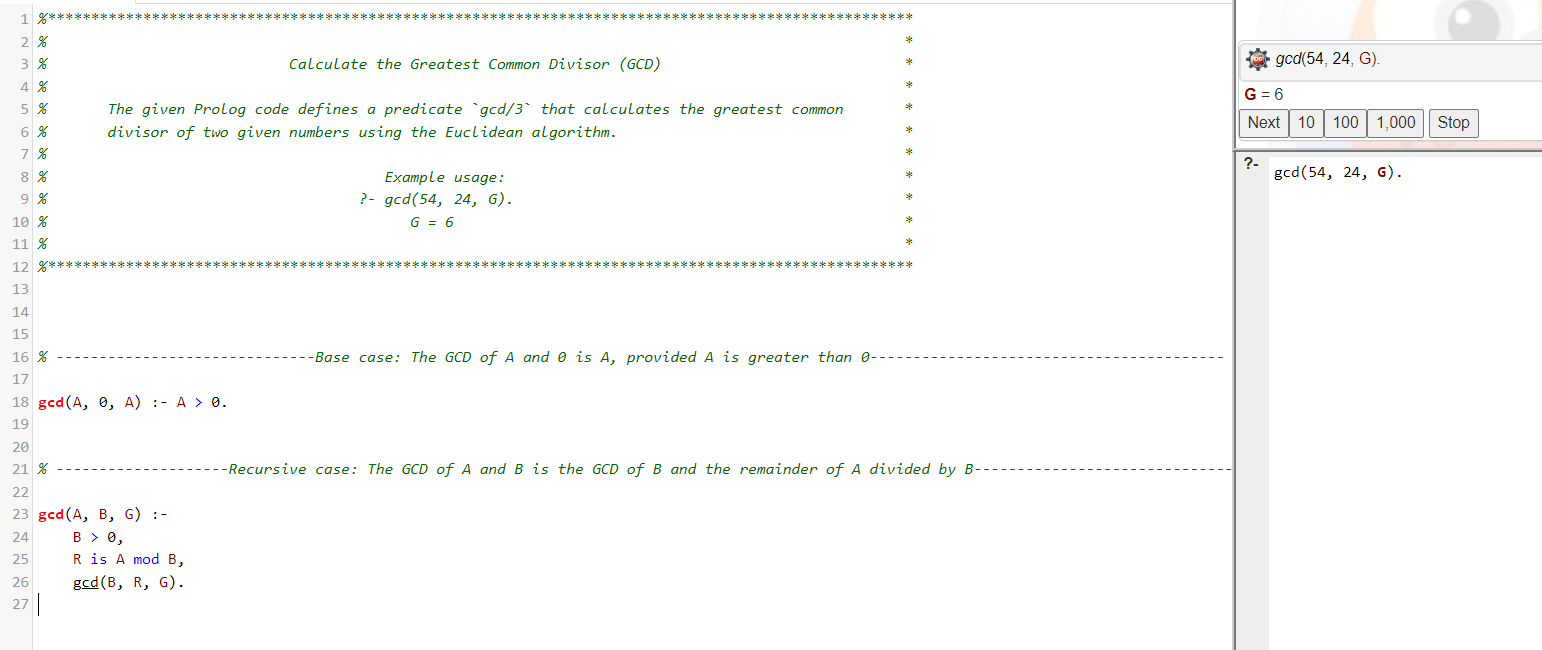 1 %*****************************************************************************************************
2 % *
3 % Calculate the Greatest Common Divisor (GCD) *
4 % *
5 % The given Prolog code defines a predicate `gcd/3` that calculates the greatest common *
6 % divisor of two given numbers using the Euclidean algorithm. *
7 % *
8 % Example usage: *
9 % ?- gcd(54, 24, G). *
10 % G = 6 *
11 % *
12 %*****************************************************************************************************
13
14
15
16 % ------------------------------Base case: The GCD of A and 0 is A, provided A is greater than 0-----------------------------------------
17
18 gcd(A, 0, A) :- A > 0.
19
20
21 % --------------------Recursive case: The GCD of A and B is the GCD of B and the remainder of A divided by B------------------------------
22
23 gcd(A, B, G) :-
24 B > 0,
25 R is A mod B,
26 gcd(B, R, G).
27
gcd(54, 24, G).
G = 6
Next 10 100 1,000 Stop
?- gcd(54, 24, G).